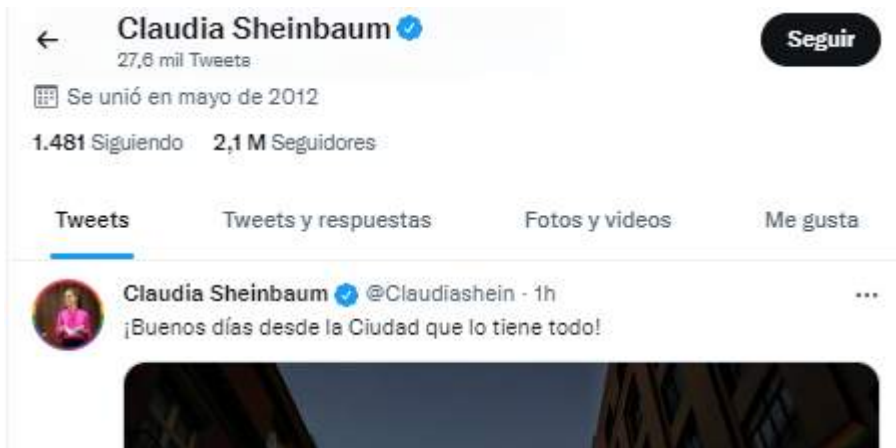 Claudia Sheinbaum
Seguir
27,6 mil Tweets
Se unió en mayo de 2012
1.481 Siguiendo 2,1 M Seguidores
Tweets Tweets y respuestas Fotos y videos Me gusta
Claudia Sheinbaum @Claudiashein · 1h
¡Buenos días desde la Ciudad que lo tiene todo!